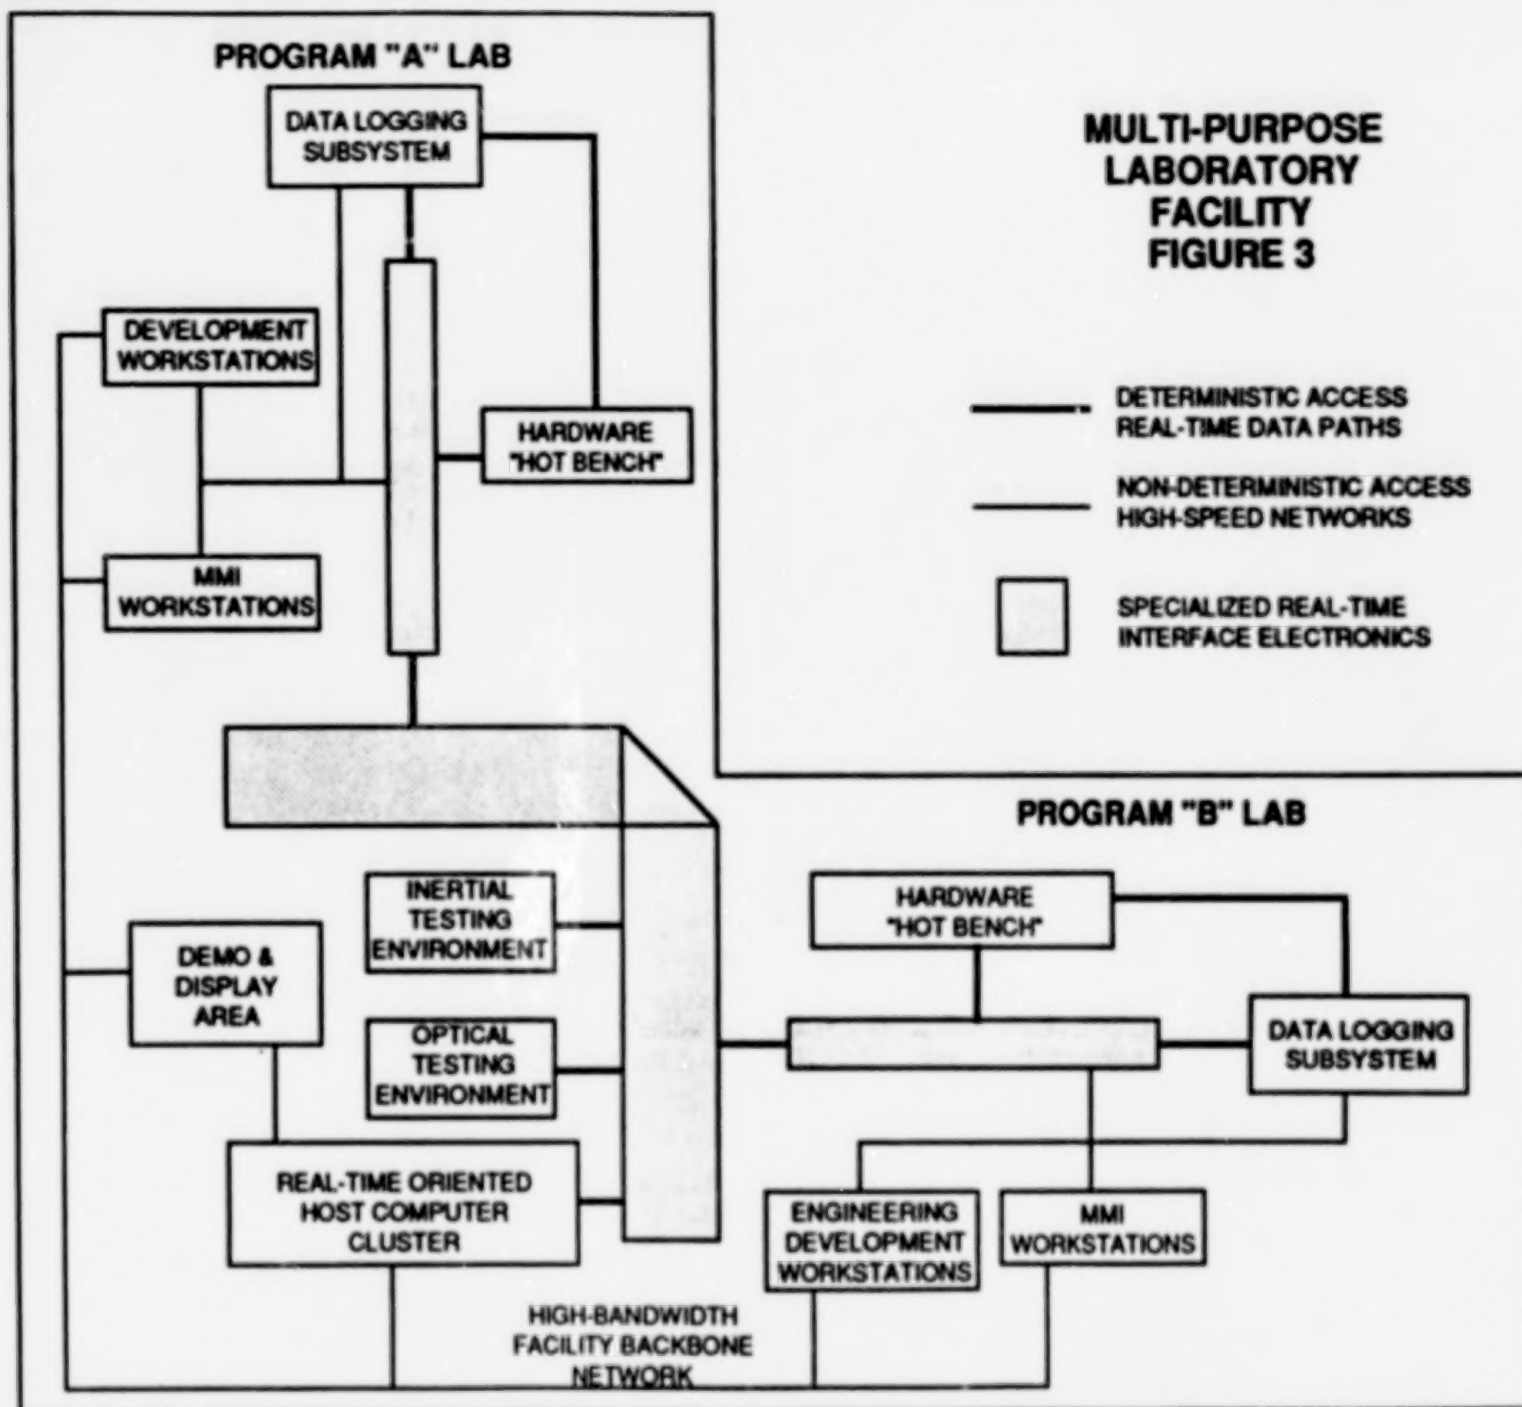 PROGRAM "A" LAB
DATA LOGGING
SUBSYSTEM
MULTI-PURPOSE
LABORATORY
FACILITY
FIGURE 3
DEVELOPMENT
WORKSTATIONS
HARDWARE
"HOT BENCH"
MMI
WORKSTATIONS
DETERMINISTIC ACCESS
REAL-TIME DATA PATHS
NON-DETERMINISTIC ACCESS
HIGH-SPEED NETWORKS
SPECIALIZED REAL-TIME
INTERFACE ELECTRONICS
PROGRAM "B" LAB
INERTIAL
TESTING
ENVIRONMENT
HARDWARE
"HOT BENCH"
DEMO &
DISPLAY
AREA
OPTICAL
TESTING
ENVIRONMENT
DATA LOGGING
SUBSYSTEM
REAL-TIME ORIENTED
HOST COMPUTER
CLUSTER
ENGINEERING
DEVELOPMENT
WORKSTATIONS
MMI
WORKSTATIONS
HIGH-BANDWIDTH
FACILITY BACKBONE
NETWORK